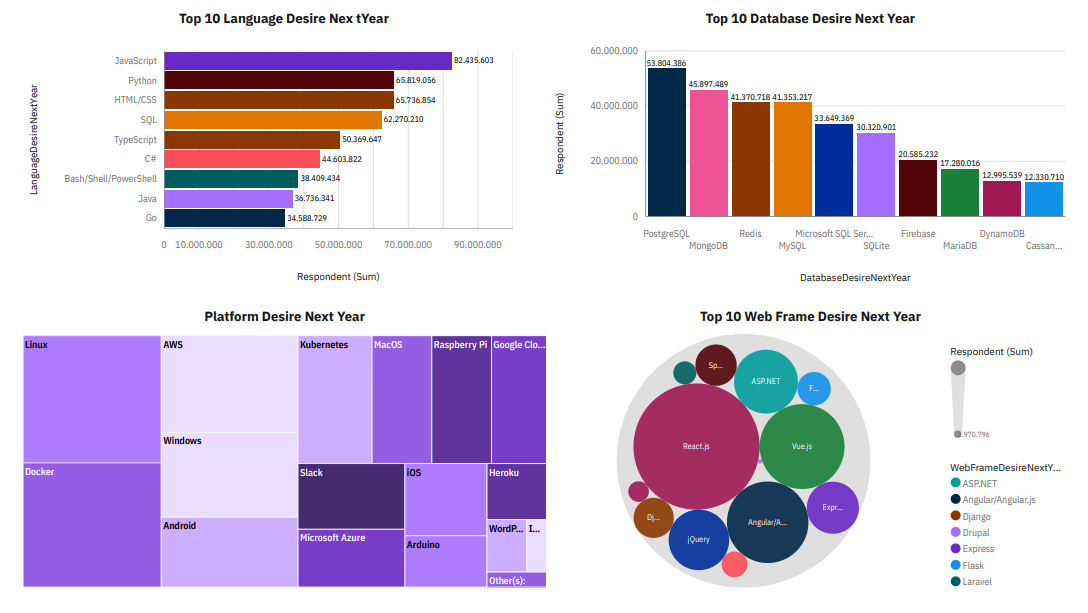 Top 10 Language Desire Nex tYear
LanguageDesireNextYear
JavaScript 82.435.603
Python 65.819.056
HTML/CSS 65.736.854
SQL 62.270.210
TypeScript 50.369.647
C# 44.603.822
Bash/Shell/PowerShell 38.409.434
Java 36.736.341
Go 34.588.729
0 10.000.000 30.000.000 50.000.000 70.000.000 90.000.000
Respondent (Sum)
Top 10 Database Desire Next Year
Respondent (Sum)
60.000.000
40.000.000
20.000.000
0
53.804.386
45.897.489
41.370.718
41.353.217
33.649.369
30.320.901
20.585.232
17.280.016
12.995.539
12.330.710
PostgreSQL
MongoDB
Redis
MySQL
Microsoft SQL Ser...
SQLite
Firebase
MariaDB
DynamoDB
Cassan...
DatabaseDesireNextYear
Platform Desire Next Year
Linux
AWS
Kubernetes
MacOS
Raspberry Pi
Google Clo...
Windows
Docker
Slack
iOS
Heroku
Android
Microsoft Azure
Arduino
WordP...
I...
Other(s):
Top 10 Web Frame Desire Next Year
Sp...
ASP.NET
F...
React.js
Vue.js
Expr...
Dj...
Angular/A...
jQuery
Respondent (Sum)
.970.796
WebFrameDesireNextY...
ASP.NET
Angular/Angular.js
Django
Drupal
Express
Flask
Laravel